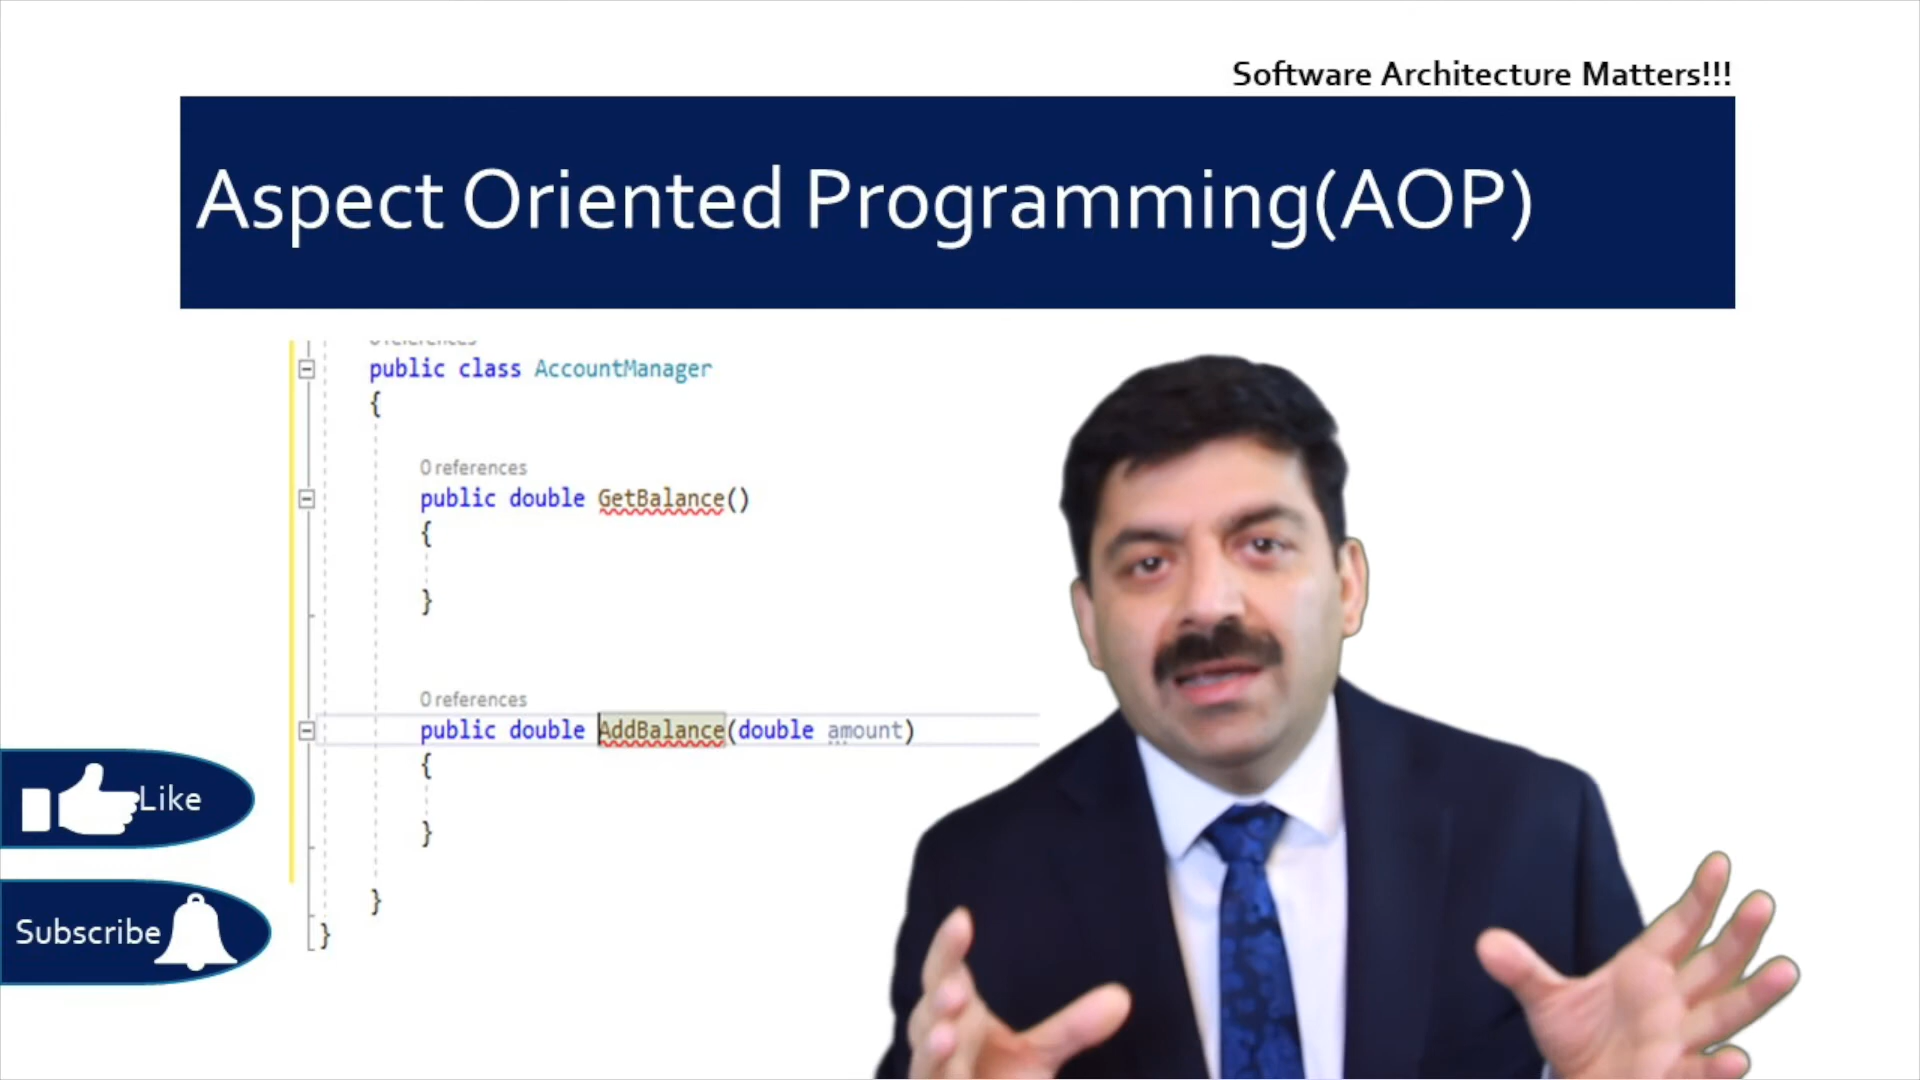 Software Architecture Matters!!!
Aspect Oriented Programming(AOP)
public class AccountManager
{
0 references
public double GetBalance()
{
}
0 references
public double AddBalance(double amount)
{
}
}
}
Like
Subscribe